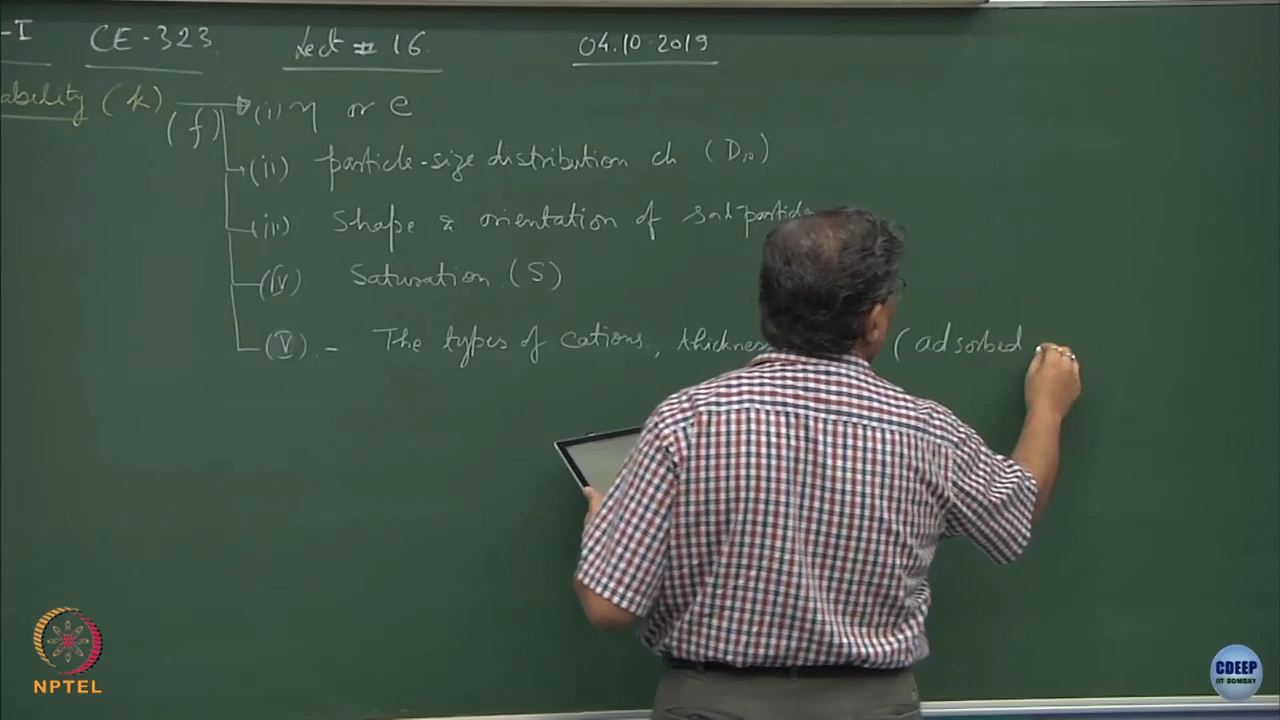 -I CE-323 Lect # 16 04.10.2019
ability (k) (f) (i) η or e
(ii) particle-size distribution ch (D10)
(iii) Shape & orientation of soil-particle
(IV) Saturation (S)
(V) - The types of cations, thickness (adsorbed
NPTEL
CDEEP
IIT BOMBAY